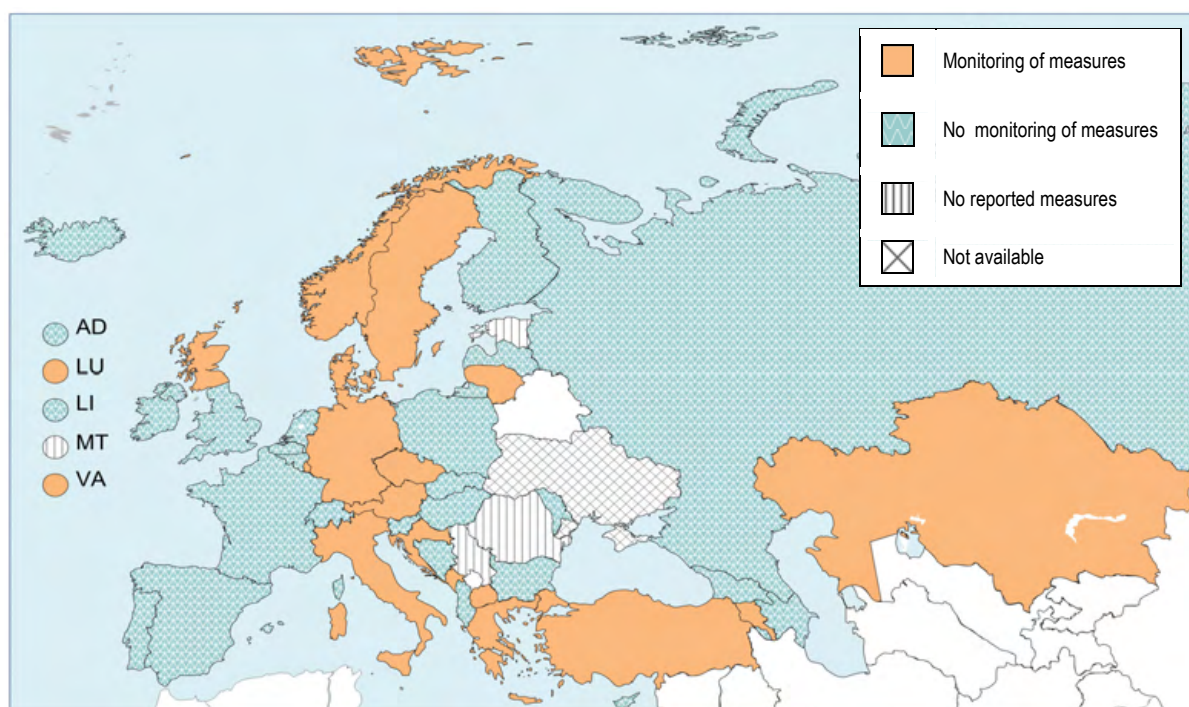 Monitoring of measures
No monitoring of measures
No reported measures
Not available
AD
LU
LI
MT
VA